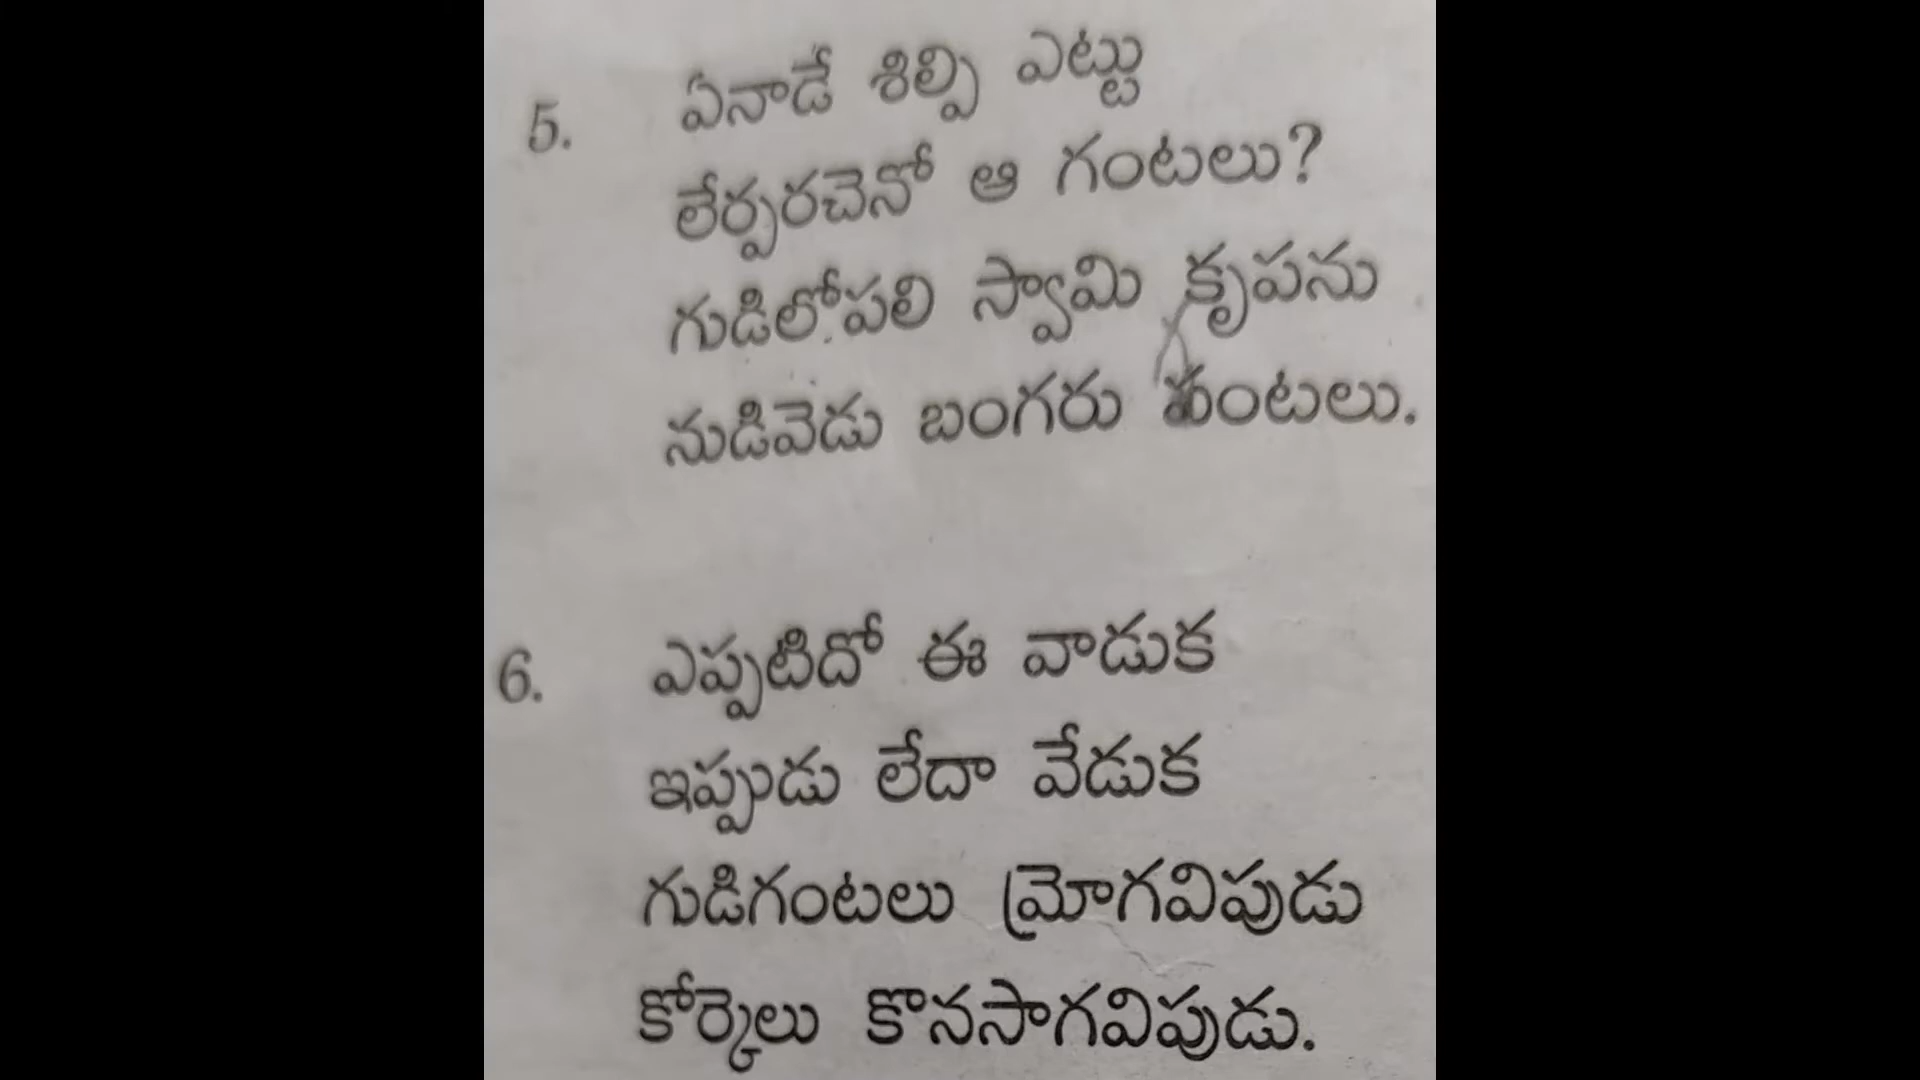 5. ఏనాడే శిల్పి ఎట్టు
లేర్పరచెనో ఆ గంటలు?
గుడిలోపలి స్వామి కృపను
నుడివెడు బంగరు గంటలు.
6. ఎప్పటిదో ఈ వాడుక
ఇప్పుడు లేదా వేడుక
గుడిగంటలు మ్రోగవిపుడు
కోర్కెలు కొనసాగవిపుడు.